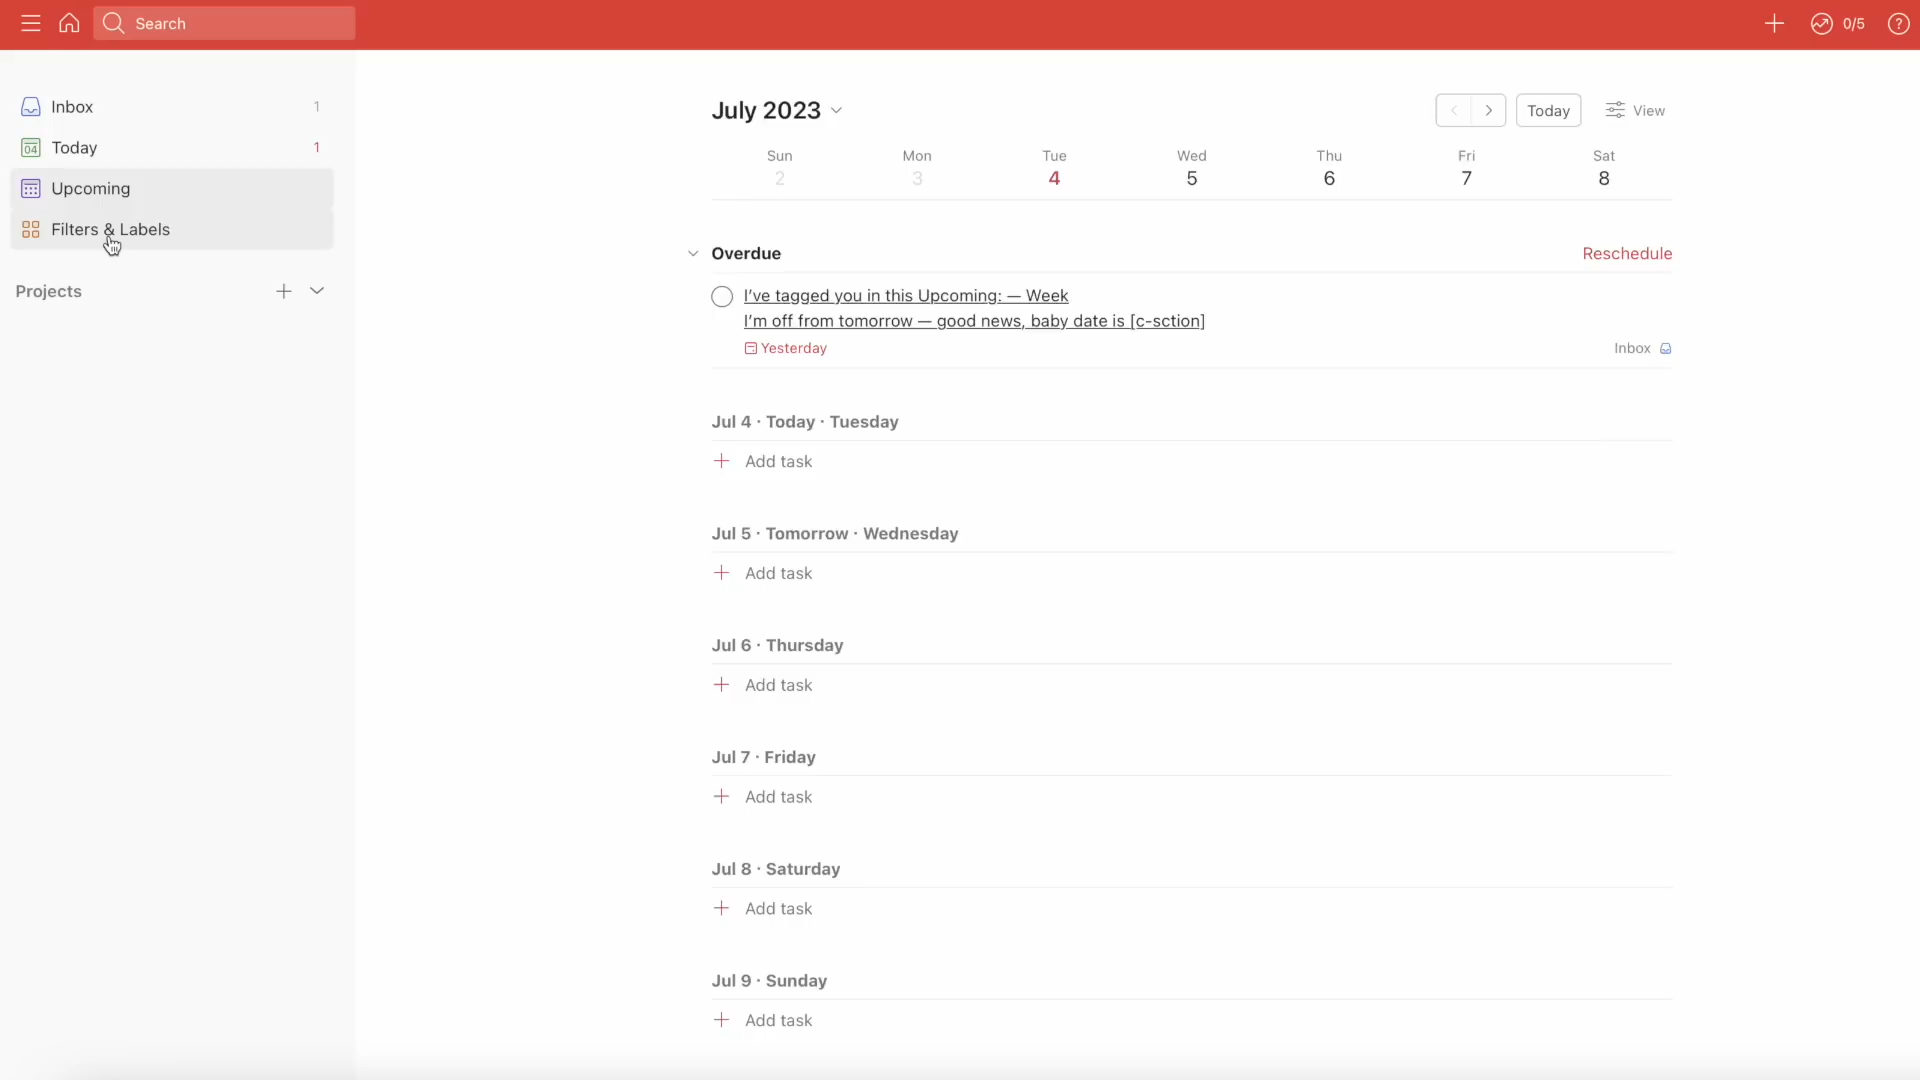 Search
0/5
Inbox 1
04
Today 1
Upcoming
Filters & Labels
Projects
July 2023
Today
View
Sun Mon Tue Wed Thu Fri Sat
2 3 4 5 6 7 8
Overdue
Reschedule
I've tagged you in this Upcoming: — Week
I'm off from tomorrow — good news, baby date is [c-sction]
Yesterday
Inbox
Jul 4 · Today · Tuesday
Add task
Jul 5 · Tomorrow · Wednesday
Add task
Jul 6 · Thursday
Add task
Jul 7 · Friday
Add task
Jul 8 · Saturday
Add task
Jul 9 · Sunday
Add task